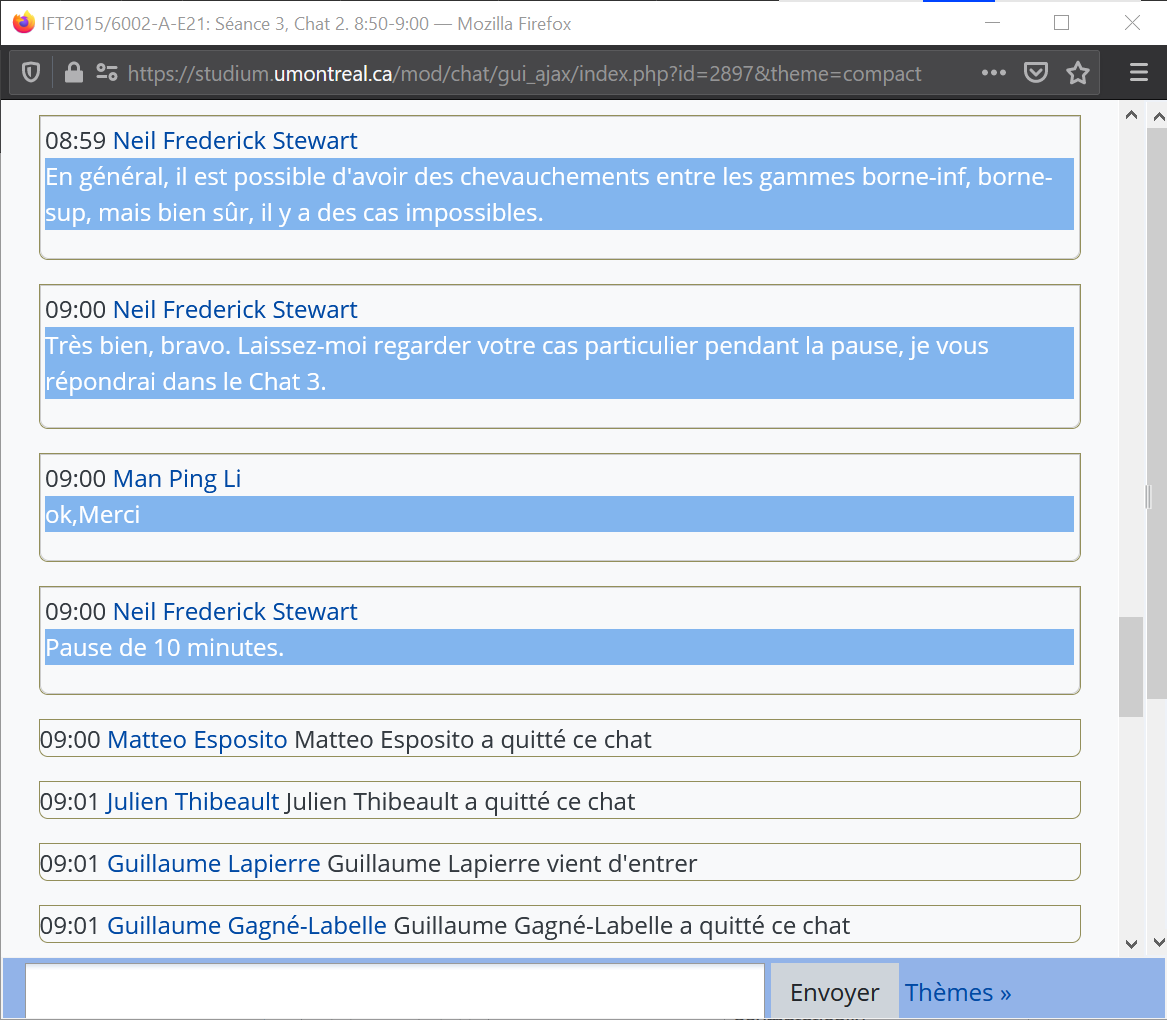 IFT2015/6002-A-E21: Séance 3, Chat 2. 8:50-9:00 — Mozilla Firefox
https://studium.umontreal.ca/mod/chat/gui_ajax/index.php?id=2897&theme=compact
08:59 Neil Frederick Stewart
En général, il est possible d'avoir des chevauchements entre les gammes borne-inf, borne-
sup, mais bien sûr, il y a des cas impossibles.
09:00 Neil Frederick Stewart
Très bien, bravo. Laissez-moi regarder votre cas particulier pendant la pause, je vous
répondrai dans le Chat 3.
09:00 Man Ping Li
ok,Merci
09:00 Neil Frederick Stewart
Pause de 10 minutes.
09:00 Matteo Esposito Matteo Esposito a quitté ce chat
09:01 Julien Thibeault Julien Thibeault a quitté ce chat
09:01 Guillaume Lapierre Guillaume Lapierre vient d'entrer
09:01 Guillaume Gagné-Labelle Guillaume Gagné-Labelle a quitté ce chat
Envoyer Thèmes »